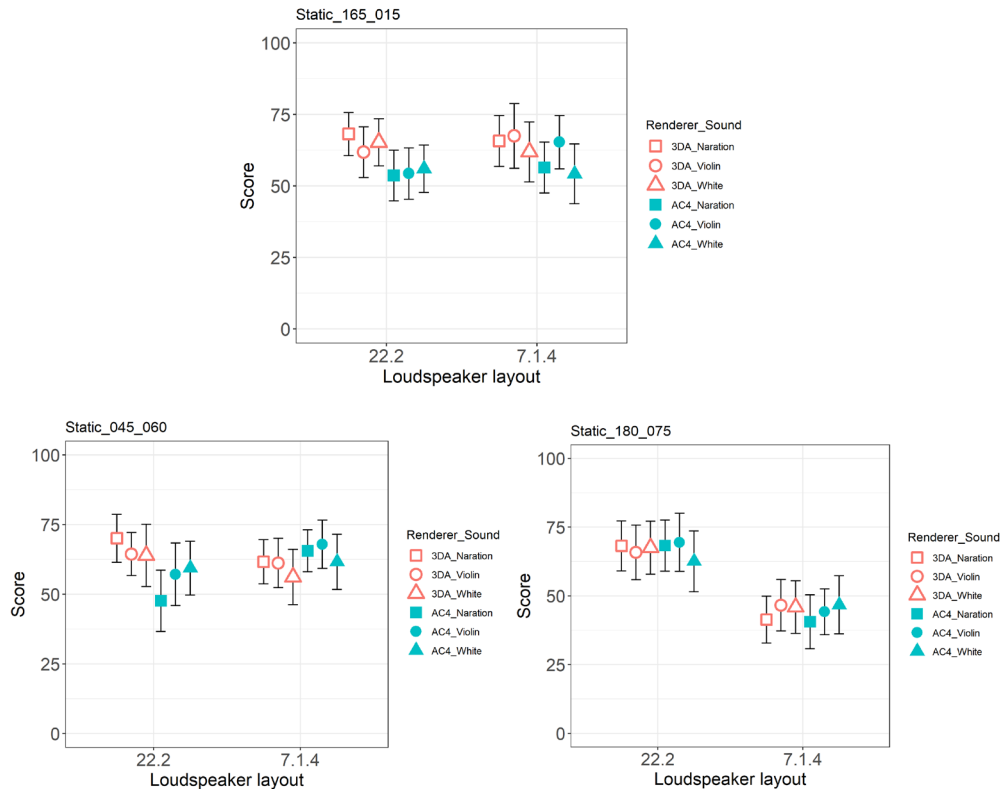 Static_165_015
100
75
50
25
0
Score
22.2
7.1.4
Loudspeaker layout
Renderer_Sound
3DA_Naration
3DA_Violin
3DA_White
AC4_Naration
AC4_Violin
AC4_White
Static_045_060
100
75
50
25
0
Score
22.2
7.1.4
Loudspeaker layout
Renderer_Sound
3DA_Naration
3DA_Violin
3DA_White
AC4_Naration
AC4_Violin
AC4_White
Static_180_075
100
75
50
25
0
Score
22.2
7.1.4
Loudspeaker layout
Renderer_Sound
3DA_Naration
3DA_Violin
3DA_White
AC4_Naration
AC4_Violin
AC4_White